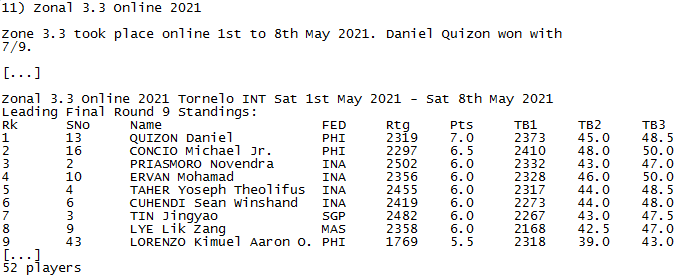 11) Zonal 3.3 Online 2021
Zone 3.3 took place online 1st to 8th May 2021. Daniel Quizon won with
7/9.
[...]
Zonal 3.3 Online 2021 Tornelo INT Sat 1st May 2021 - Sat 8th May 2021
Leading Final Round 9 Standings:
Rk SNo Name FED Rtg Pts TB1 TB2 TB3
1 13 QUIZON Daniel PHI 2319 7.0 2373 45.0 48.5
2 16 CONCIO Michael Jr. PHI 2297 6.5 2410 48.0 50.0
3 2 PRIASMORO Novendra INA 2502 6.0 2332 43.0 47.0
4 10 ERVAN Mohamad INA 2356 6.0 2328 46.0 50.0
5 4 TAHER Yoseph Theolifus INA 2455 6.0 2317 44.0 48.5
6 6 CUHENDI Sean Winshand INA 2419 6.0 2273 44.0 48.0
7 3 TIN Jingyao SGP 2482 6.0 2267 43.0 47.5
8 9 LYE Lik Zang MAS 2358 6.0 2168 42.5 47.0
9 43 LORENZO Kimuel Aaron O. PHI 1769 5.5 2318 39.0 43.0
[...]
52 players